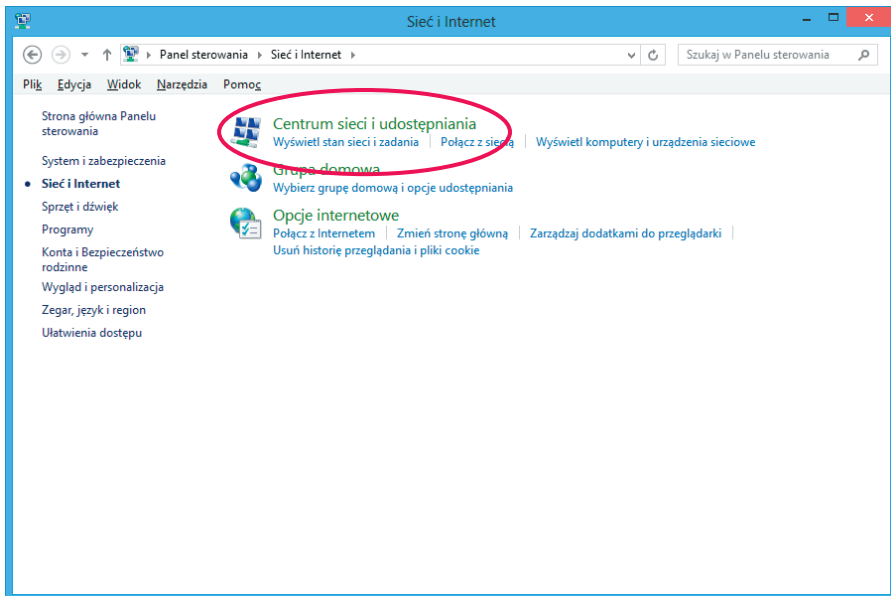 Sieć i Internet
Panel sterowania Sieć i Internet Szukaj w Panelu sterowania
Plik Edycja Widok Narzędzia Pomoc
Strona główna Panelu
sterowania
System i zabezpieczenia
Sieć i Internet
Sprzęt i dźwięk
Programy
Konta i Bezpieczeństwo
rodzinne
Wygląd i personalizacja
Zegar, język i region
Ułatwienia dostępu
Centrum sieci i udostępniania
Wyświetl stan sieci i zadania Połącz z siecią Wyświetl komputery i urządzenia sieciowe
Grupa domowa
Wybierz grupę domową i opcje udostępniania
Opcje internetowe
Połącz z Internetem Zmień stronę główną Zarządzaj dodatkami do przeglądarki
Usuń historię przeglądania i pliki cookie